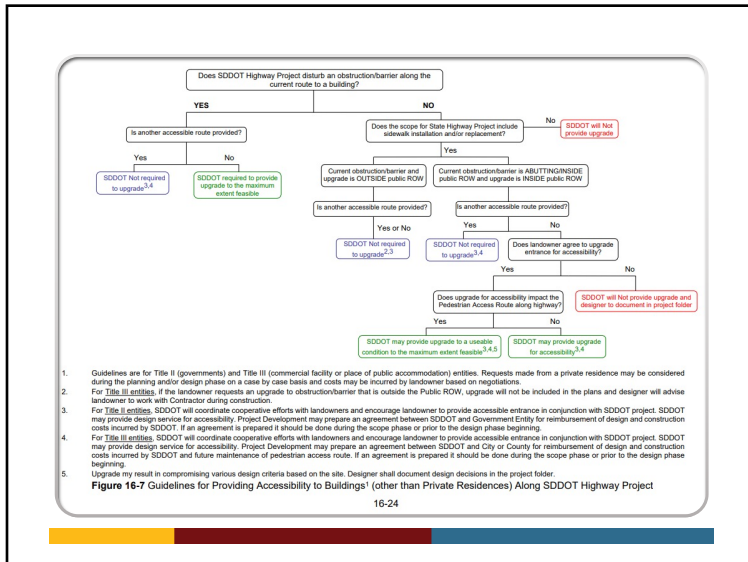 Does SDDOT Highway Project disturb an obstruction/barrier along the
current route to a building?
YES
NO
Is another accessible route provided?
Does the scope for State Highway Project include
sidewalk installation and/or replacement?
No
SDDOT will Not
provide upgrade
Yes
No
Yes
SDDOT Not required
to upgrade3,4
SDDOT required to provide
upgrade to the maximum
extent feasible
Current obstruction/barrier and
upgrade is OUTSIDE public ROW
Current obstruction/barrier is ABUTTING/INSIDE
public ROW and upgrade is INSIDE public ROW
Is another accessible route provided?
Is another accessible route provided?
Yes or No
Yes
No
SDDOT Not required
to upgrade2,3
SDDOT Not required
to upgrade3,4
Does landowner agree to upgrade
entrance for accessibility?
Yes
No
Does upgrade for accessibility impact the
Pedestrian Access Route along highway?
SDDOT will Not provide upgrade and
designer to document in project folder
Yes
No
SDDOT may provide upgrade to a useable
condition to the maximum extent feasible3,4,5
SDDOT may provide upgrade
for accessibility3,4
1. Guidelines are for Title II (governments) and Title III (commercial facility or place of public accommodation) entities. Requests made from a private residence may be considered
during the planning and/or design phase on a case by case basis and costs may be incurred by landowner based on negotiations.
2. For Title III entities, if the landowner requests an upgrade to obstruction/barrier that is outside the Public ROW, upgrade will not be included in the plans and designer will advise
landowner to work with Contractor during construction.
3. For Title II entities, SDDOT will coordinate cooperative efforts with landowners and encourage landowner to provide accessible entrance in conjunction with SDDOT project. SDDOT
may provide design service for accessibility. Project Development may prepare an agreement between SDDOT and Government Entity for reimbursement of design and construction
costs incurred by SDDOT. If an agreement is prepared it should be done during the scope phase or prior to the design phase beginning.
4. For Title III entities, SDDOT will coordinate cooperative efforts with landowners and encourage landowner to provide accessible entrance in conjunction with SDDOT project. SDDOT
may provide design service for accessibility. Project Development may prepare an agreement between SDDOT and City or County for reimbursement of design and construction
costs incurred by SDDOT and future maintenance of pedestrian access route. If an agreement is prepared it should be done during the scope phase or prior to the design phase
beginning.
5. Upgrade my result in compromising various design criteria based on the site. Designer shall document design decisions in the project folder.
Figure 16-7 Guidelines for Providing Accessibility to Buildings1 (other than Private Residences) Along SDDOT Highway Project
16-24